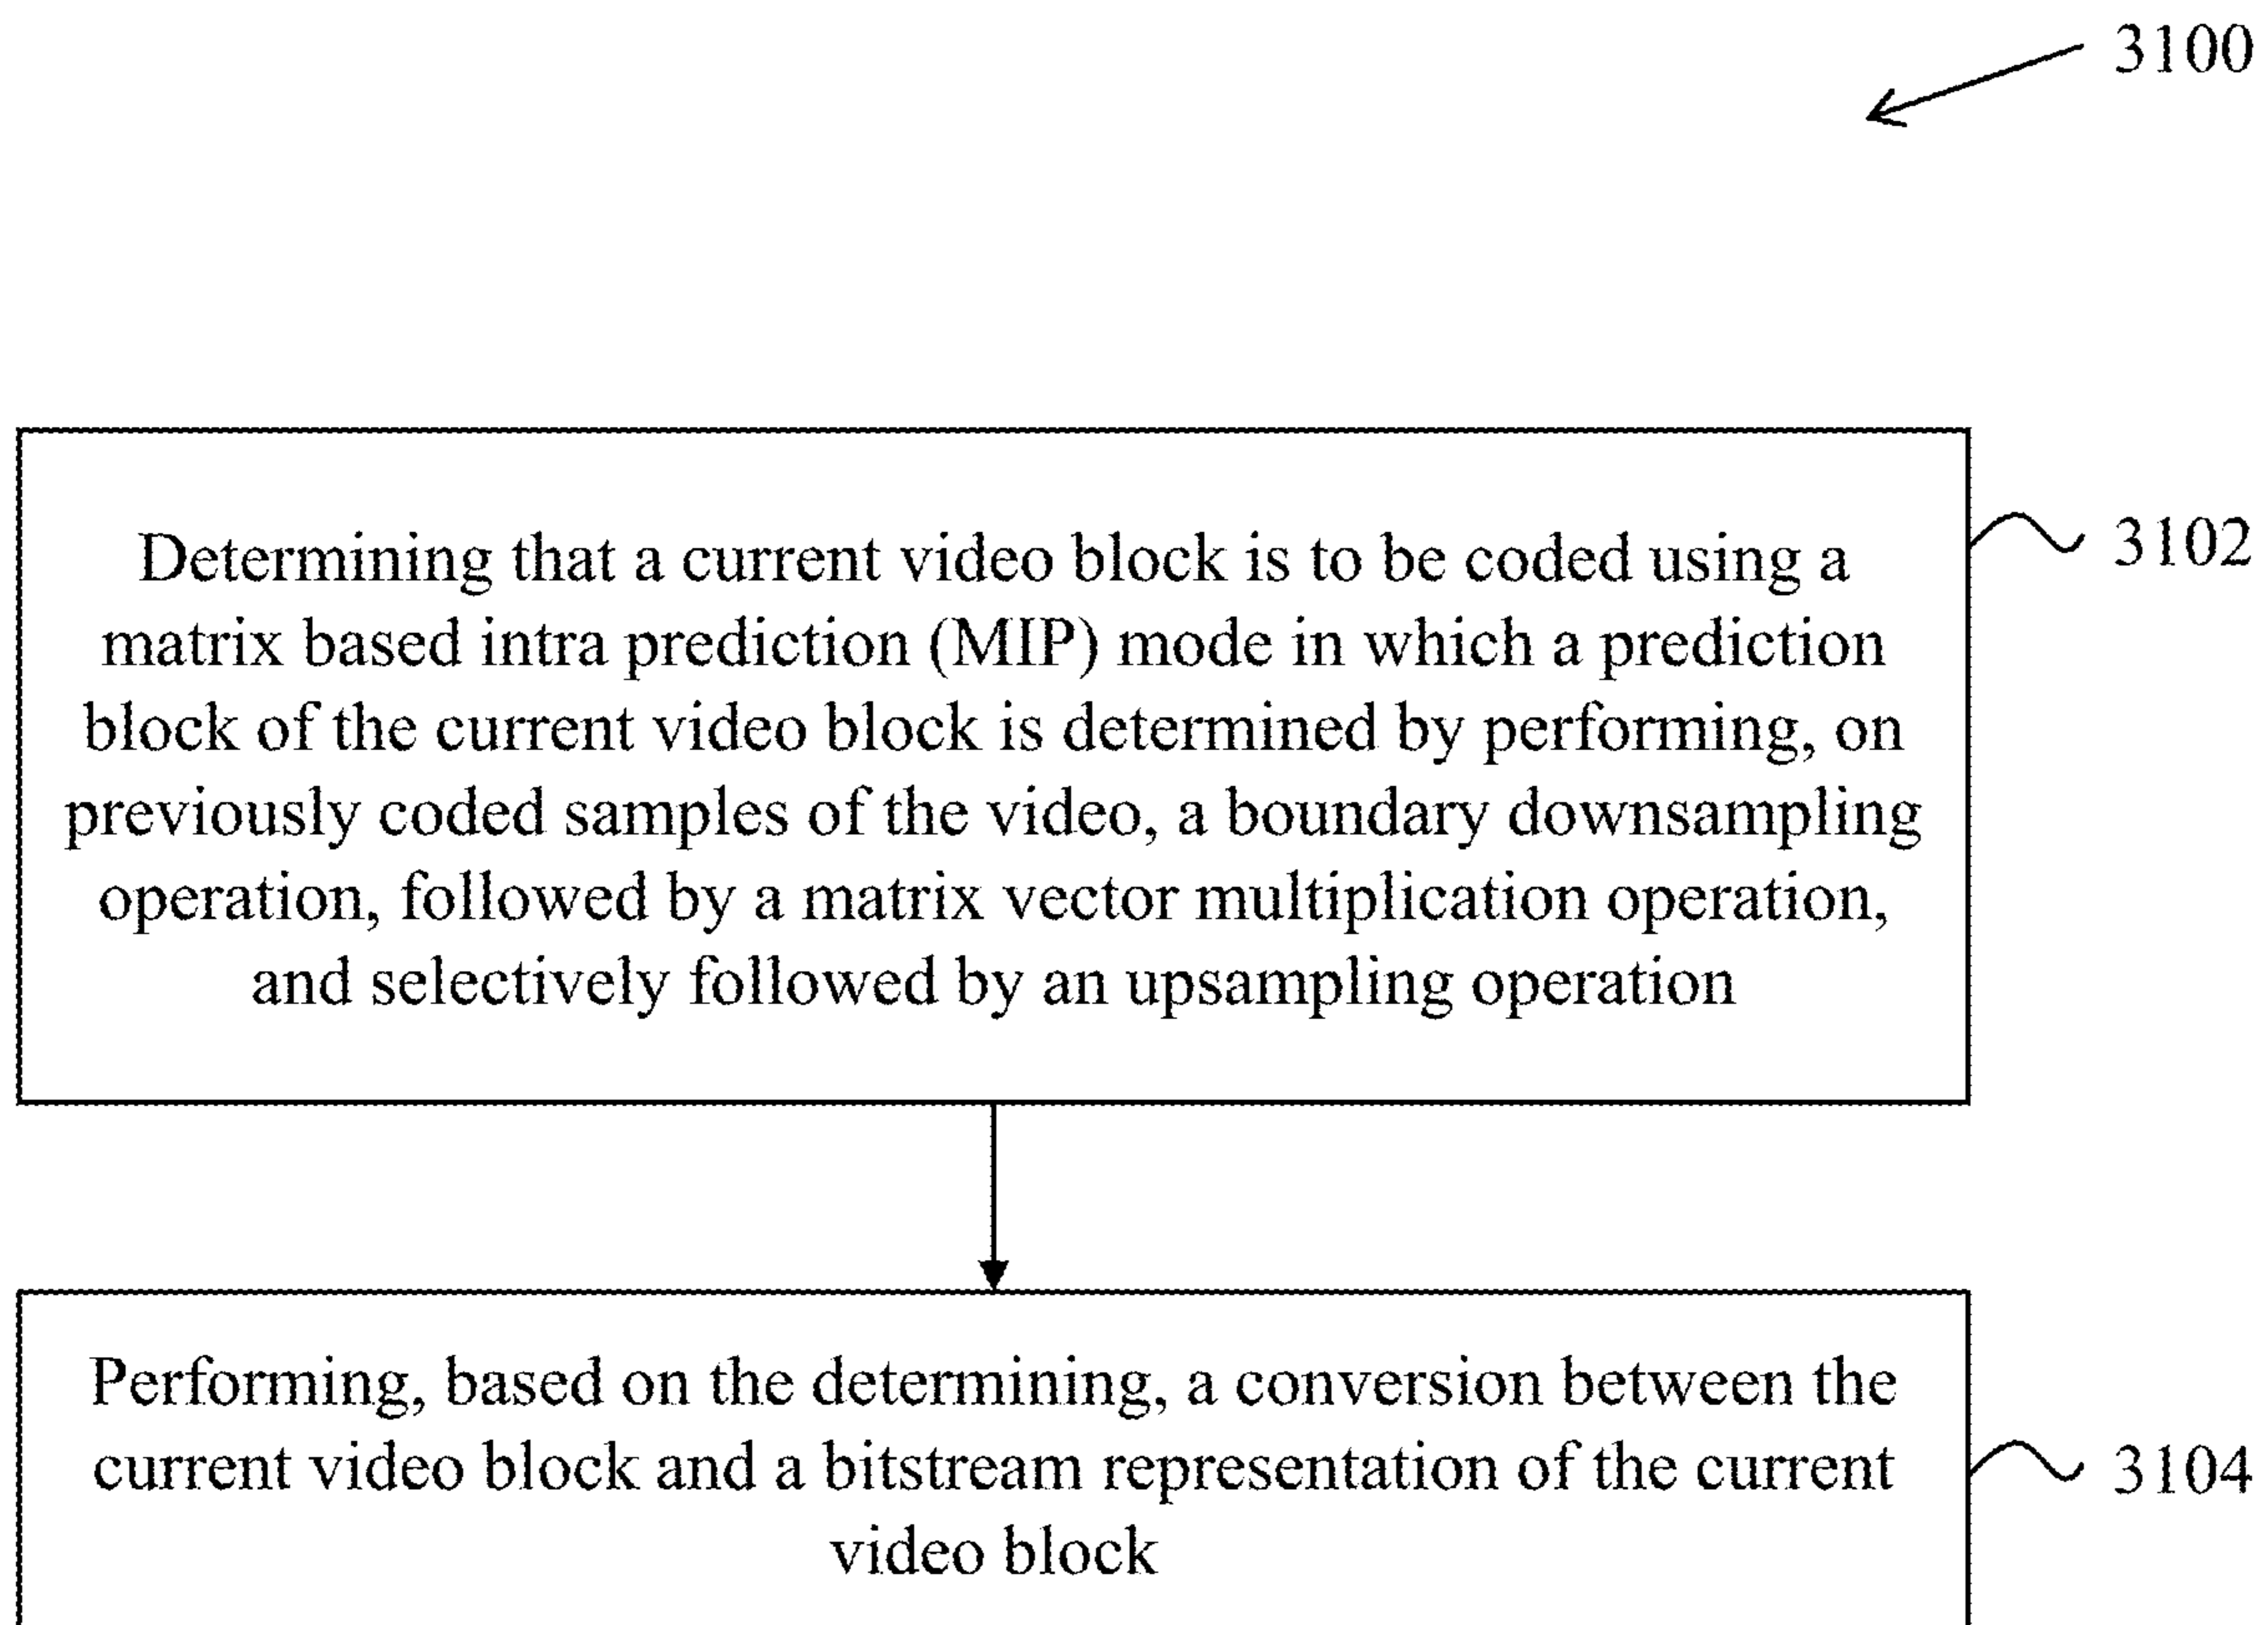 3100
Determining that a current video block is to be coded using a
matrix based intra prediction (MIP) mode in which a prediction
block of the current video block is determined by performing, on
previously coded samples of the video, a boundary downsampling
operation, followed by a matrix vector multiplication operation,
and selectively followed by an upsampling operation
3102
Performing, based on the determining, a conversion between the
current video block and a bitstream representation of the current
video block
3104